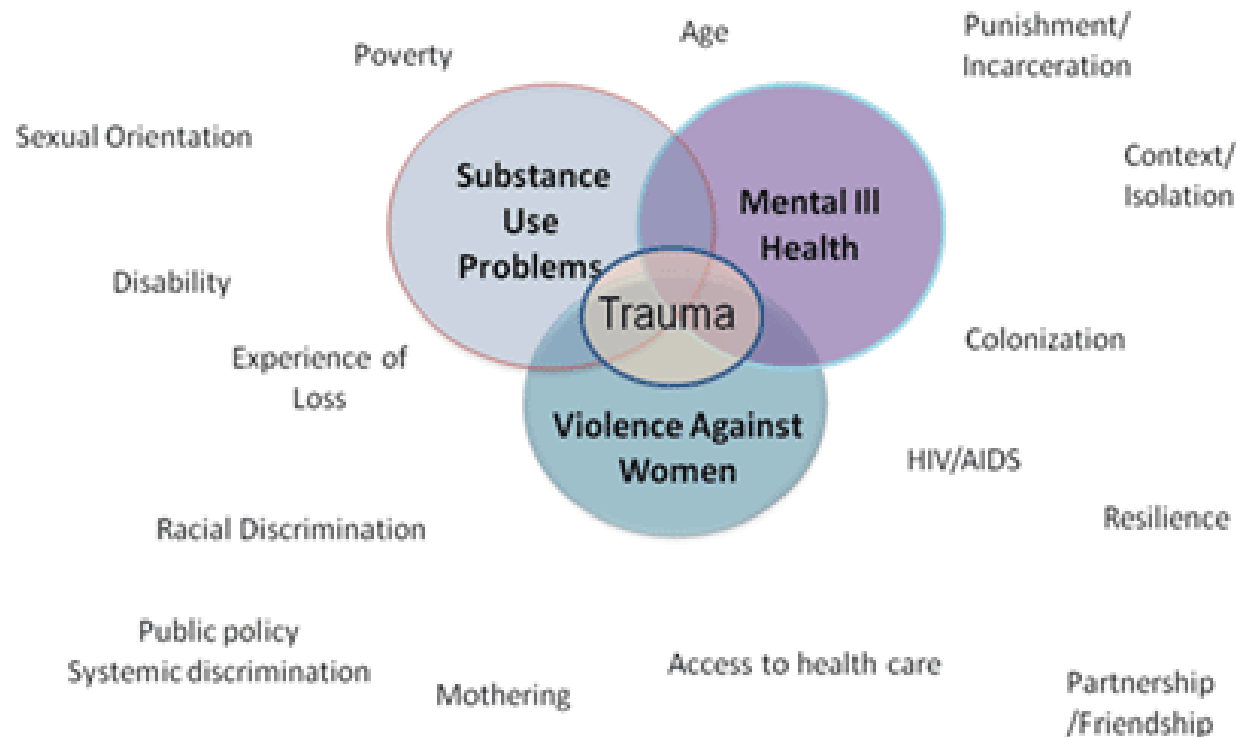 Age
Punishment/
Incarceration
Poverty
Sexual Orientation
Context/
Isolation
Substance
Use
Problems
Mental Ill
Health
Disability
Trauma
Colonization
Experience of
Loss
Violence Against
Women
HIV/AIDS
Resilience
Racial Discrimination
Public policy
Systemic discrimination
Mothering
Access to health care
Partnership
/Friendship